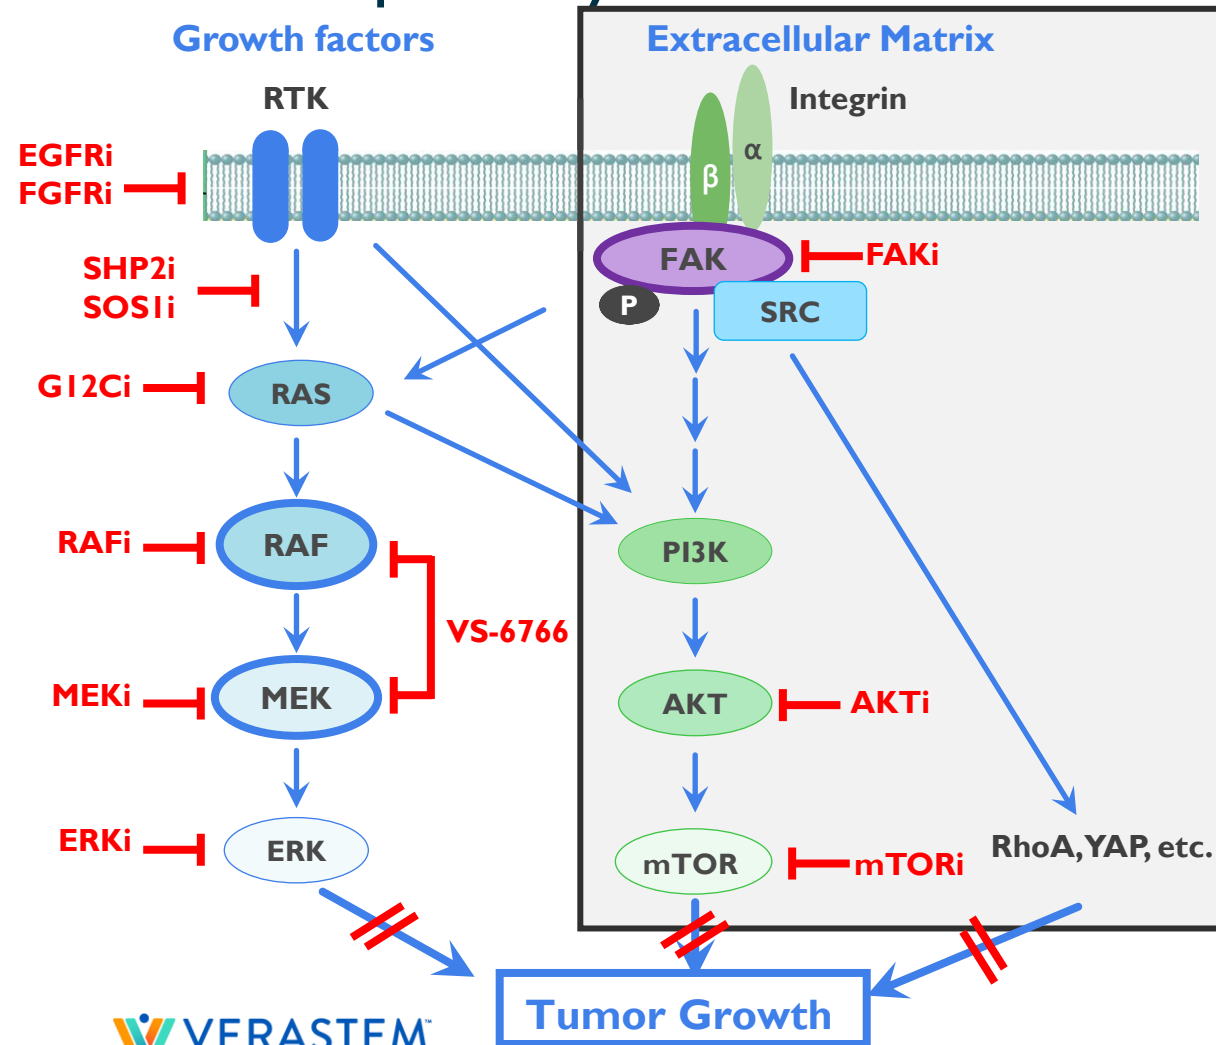 Growth factors
Extracellular Matrix
RTK
Integrin
EGFRi
FGFRi
α
β
SHP2i
SOS1i
FAK
FAKi
P
SRC
G12Ci
RAS
RAFi
RAF
PI3K
VS-6766
MEKi
MEK
AKT
AKTi
ERKi
ERK
mTOR
mTORi
RhoA, YAP, etc.
Tumor Growth
VERASTEM™